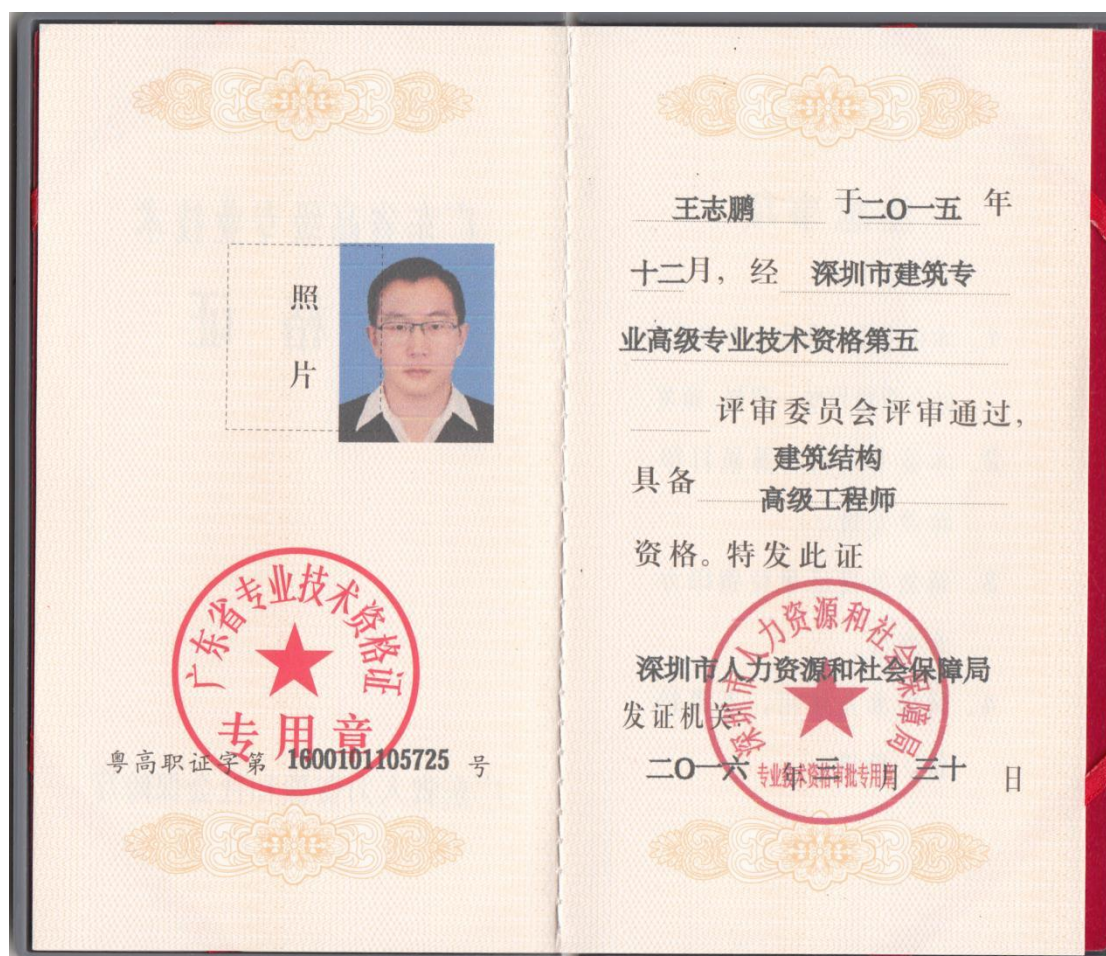 照
片
广东省专业技术资格证
专用章
粤高职证字第 1600101105725 号
王志鹏 于二〇一五 年
十二月，经 深圳市建筑专
业高级专业技术资格第五
评审委员会评审通过，
具备 建筑结构
高级工程师
资格。特发此证
深圳市人力资源和社会保障局
深圳市人力资源和社会保障局
发证机关：
二〇一六 年 三 月 三十 日
专业技术资格审批专用章